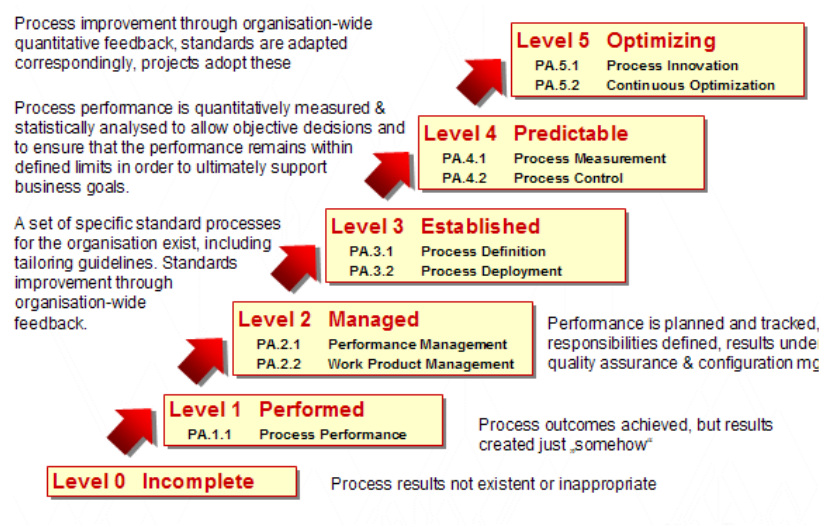 Process improvement through organisation-wide
quantitative feedback, standards are adapted
correspondingly, projects adopt these
Level 5 Optimizing
PA.5.1 Process Innovation
PA.5.2 Continuous Optimization
Process performance is quantitatively measured &
statistically analysed to allow objective decisions and
to ensure that the performance remains within
defined limits in order to ultimately support
business goals.
Level 4 Predictable
PA.4.1 Process Measurement
PA.4.2 Process Control
A set of specific standard processes
for the organisation exist, including
tailoring guidelines. Standards
improvement through
organisation-wide
feedback.
Level 3 Established
PA.3.1 Process Definition
PA.3.2 Process Deployment
Level 2 Managed
PA.2.1 Performance Management
PA.2.2 Work Product Management
Performance is planned and tracked,
responsibilities defined, results unde
quality assurance & configuration mg
Level 1 Performed
PA.1.1 Process Performance
Process outcomes achieved, but results
created just „somehow“
Level 0 Incomplete
Process results not existent or inappropriate